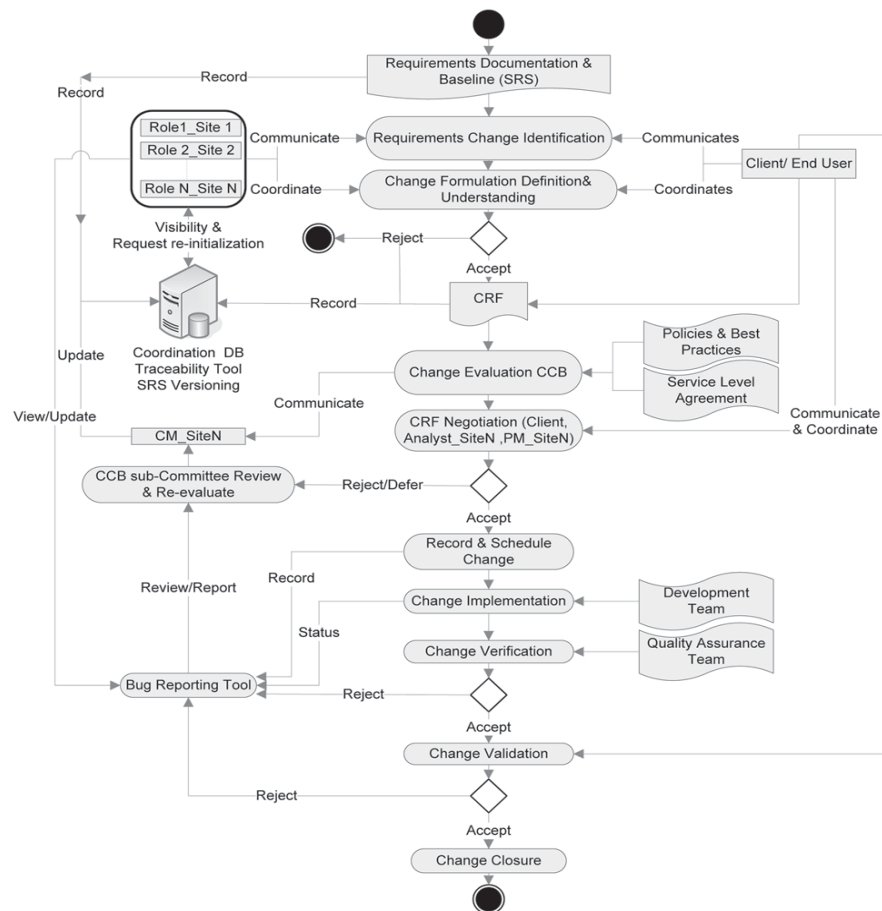 Requirements Documentation &
Baseline (SRS)
Record
Record
Role1_Site 1
Role 2_Site 2
Role N_Site N
Communicate
Coordinate
Requirements Change Identification
Communicates
Client/ End User
Coordinates
Change Formulation Definition&
Understanding
Visibility &
Request re-initialization
Reject
Accept
Record
CRF
Coordination DB
Traceability Tool
SRS Versioning
Policies & Best
Practices
Update
Change Evaluation CCB
Service Level
Agreement
Communicate
View/Update
CRF Negotiation (Client,
Analyst_SiteN ,PM_SiteN)
Communicate
& Coordinate
CM_SiteN
CCB sub-Committee Review
& Re-evaluate
Reject/Defer
Accept
Record & Schedule
Change
Record
Review/Report
Change Implementation
Development
Team
Status
Change Verification
Quality Assurance
Team
Bug Reporting Tool
Reject
Accept
Change Validation
Reject
Accept
Change Closure